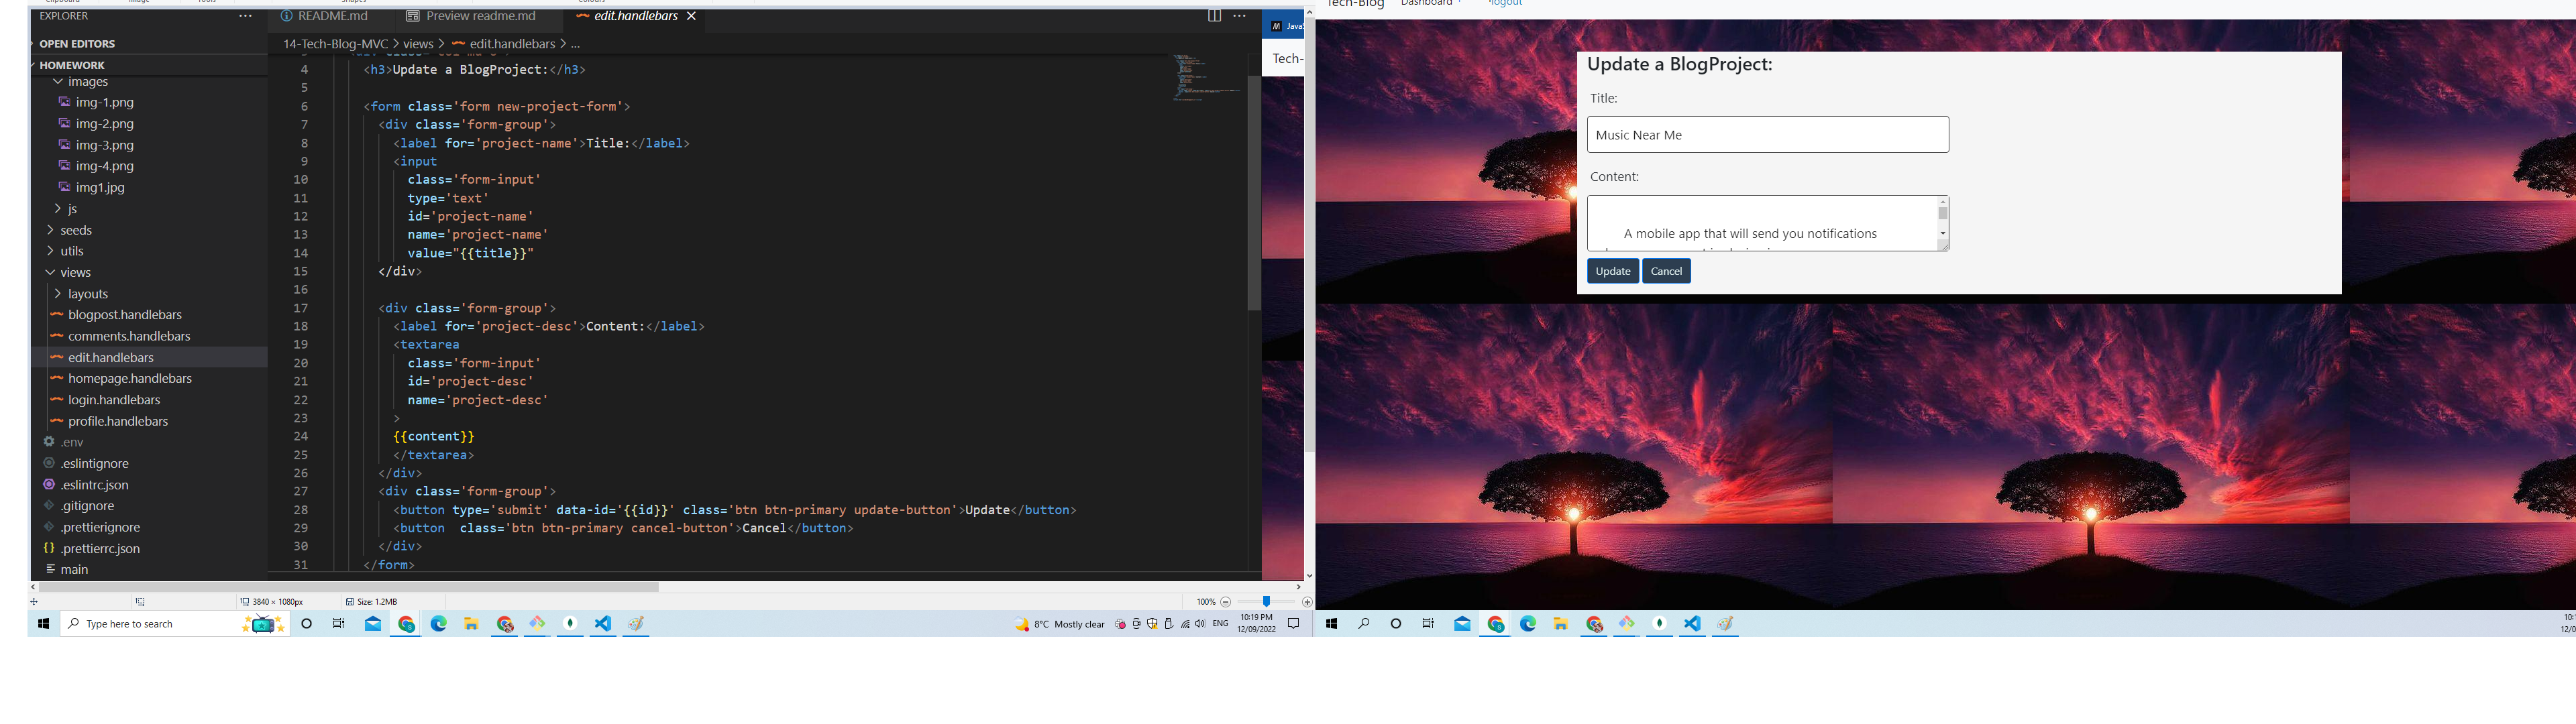 Clipboard
Image
Tools
Shapes
Colours
EXPLORER
OPEN EDITORS
HOMEWORK
images
img-1.png
img-2.png
img-3.png
img-4.png
img1.jpg
js
seeds
utils
views
layouts
blogpost.handlebars
comments.handlebars
edit.handlebars
homepage.handlebars
login.handlebars
profile.handlebars
.env
.eslintignore
.eslintrc.json
.gitignore
.prettierignore
.prettierrc.json
main
README.md
Preview readme.md
edit.handlebars
14-Tech-Blog-MVC > views > edit.handlebars > ...
4 <h3>Update a BlogProject:</h3>
5
6 <form class='form new-project-form'>
7 <div class='form-group'>
8 <label for='project-name'>Title:</label>
9 <input
10 class='form-input'
11 type='text'
12 id='project-name'
13 name='project-name'
14 value="{{title}}"
15 </div>
16
17 <div class='form-group'>
18 <label for='project-desc'>Content:</label>
19 <textarea
20 class='form-input'
21 id='project-desc'
22 name='project-desc'
23 >
24 {{content}}
25 </textarea>
26 </div>
27 <div class='form-group'>
28 <button type='submit' data-id='{{id}}' class='btn btn-primary update-button'>Update</button>
29 <button  class='btn btn-primary cancel-button'>Cancel</button>
30 </div>
31 </form>
JavaS
Tech-
3840 × 1080px
Size: 1.2MB
100%
Type here to search
8°C Mostly clear
ENG
10:19 PM
12/09/2022
Tech-Blog
Dashboard
logout
Update a BlogProject:
Title:
Music Near Me
Content:
A mobile app that will send you notifications
Update
Cancel
10:
12/0